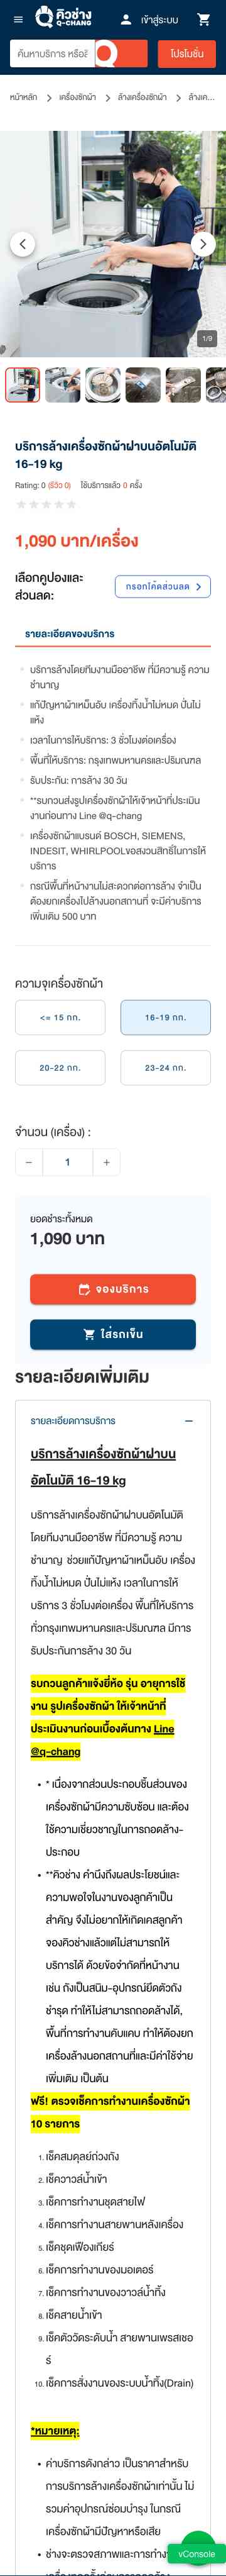 คิวช่าง
Q-CHANG
เข้าสู่ระบบ
ค้นหาบริการ หรือสิ
โปรโมชั่น
หน้าหลัก > เครื่องซักผ้า > ล้างเครื่องซักผ้า > ล้างเค...
1/9
บริการล้างเครื่องซักผ้าฝาบนอัตโนมัติ
16-19 kg
Rating: 0 (รีวิว 0) ใช้บริการแล้ว 0 ครั้ง
1,090 บาท/เครื่อง
เลือกคูปองและ
ส่วนลด:
กรอกโค้ดส่วนลด >
รายละเอียดของบริการ
บริการล้างโดยทีมงานมืออาชีพ ที่มีความรู้ ความ
ชำนาญ
แก้ปัญหาผ้าเหม็นอับ เครื่องทิ้งน้ำไม่หมด ปั่นไม่
แห้ง
เวลาในการให้บริการ: 3 ชั่วโมงต่อเครื่อง
พื้นที่ให้บริการ: กรุงเทพมหานครและปริมณฑล
รับประกัน: การล้าง 30 วัน
**รบกวนส่งรูปเครื่องซักผ้าให้เจ้าหน้าที่ประเมิน
งานก่อนทาง Line @q-chang
เครื่องซักผ้าแบรนด์ BOSCH, SIEMENS,
INDESIT, WHIRLPOOLขอสงวนสิทธิ์ในการให้
บริการ
กรณีพื้นที่หน้างานไม่สะดวกต่อการล้าง จำเป็น
ต้องยกเครื่องไปล้างนอกสถานที่ จะมีค่าบริการ
เพิ่มเติม 500 บาท
ความจุเครื่องซักผ้า
<= 15 กก.
16-19 กก.
20-22 กก.
23-24 กก.
จำนวน (เครื่อง) :
− 1 +
ยอดชำระทั้งหมด
1,090 บาท
จองบริการ
ใส่รถเข็น
รายละเอียดเพิ่มเติม
รายละเอียดการบริการ −
บริการล้างเครื่องซักผ้าฝาบน
อัตโนมัติ 16-19 kg
บริการล้างเครื่องซักผ้าฝาบนอัตโนมัติ
โดยทีมงานมืออาชีพ ที่มีความรู้ ความ
ชำนาญ ช่วยแก้ปัญหาผ้าเหม็นอับ เครื่อง
ทิ้งน้ำไม่หมด ปั่นไม่แห้ง เวลาในการให้
บริการ 3 ชั่วโมงต่อเครื่อง พื้นที่ให้บริการ
ทั่วกรุงเทพมหานครและปริมณฑล มีการ
รับประกันการล้าง 30 วัน
รบกวนลูกค้าแจ้งยี่ห้อ รุ่น อายุการใช้
งาน รูปเครื่องซักผ้า ให้เจ้าหน้าที่
ประเมินงานก่อนเบื้องต้นทาง Line
@q-chang
• * เนื่องจากส่วนประกอบชิ้นส่วนของ
เครื่องซักผ้ามีความซับซ้อน และต้อง
ใช้ความเชี่ยวชาญในการถอดล้าง-
ประกอบ
• **คิวช่าง คำนึงถึงผลประโยชน์และ
ความพอใจในงานของลูกค้าเป็น
สำคัญ จึงไม่อยากให้เกิดเคสลูกค้า
จองคิวช่างแล้วแต่ไม่สามารถให้
บริการได้ ด้วยข้อจำกัดที่หน้างาน
เช่น ถังเป็นสนิม-อุปกรณ์ยึดตัวถัง
ชำรุด ทำให้ไม่สามารถถอดล้างได้,
พื้นที่การทำงานคับแคบ ทำให้ต้องยก
เครื่องล้างนอกสถานที่และมีค่าใช้จ่าย
เพิ่มเติม เป็นต้น
ฟรี! ตรวจเช็คการทำงานเครื่องซักผ้า
10 รายการ
1. เช็คสมดุลย์ถ่วงถัง
2. เช็ควาวล์น้ำเข้า
3. เช็คการทำงานชุดสายไฟ
4. เช็คการทำงานสายพานหลังเครื่อง
5. เช็คชุดเฟืองเกียร์
6. เช็คการทำงานของมอเตอร์
7. เช็คการทำงานของวาวล์น้ำทิ้ง
8. เช็คสายน้ำเข้า
9. เช็คตัววัดระดับน้ำ สายพานเพรสเชอ
ร์
10. เช็คการสั่งงานของระบบน้ำทิ้ง(Drain)
*หมายเหตุ:
• ค่าบริการดังกล่าว เป็นราคาสำหรับ
การบริการล้างเครื่องซักผ้าเท่านั้น ไม่
รวมค่าอุปกรณ์ซ่อมบำรุง ในกรณี
เครื่องซักผ้ามีปัญหาหรือเสีย
• ช่างจะตรวจสภาพและการทำงา
vConsole